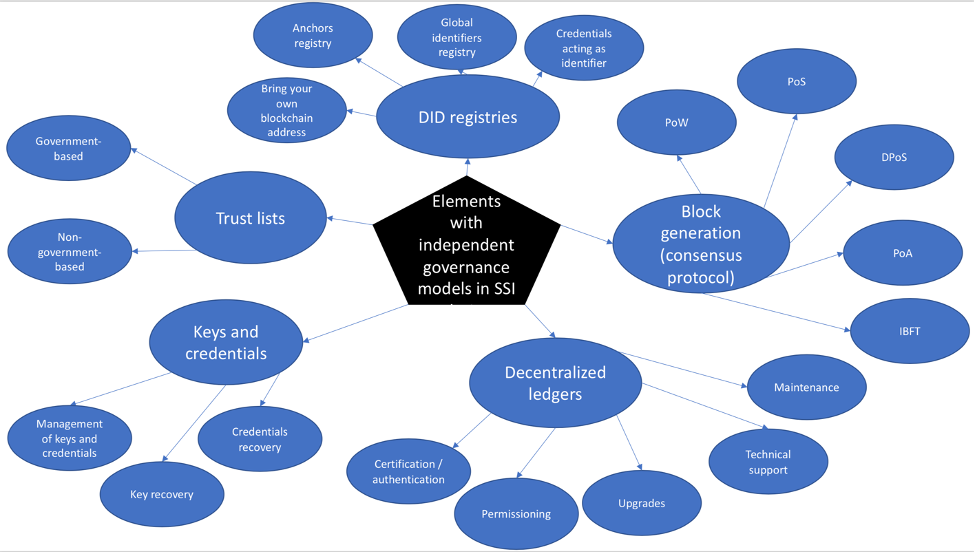 Anchors
registry
Global
identifiers
registry
Credentials
acting as
identifier
Bring your
own
blockchain
address
DID registries
PoS
PoW
DPoS
PoA
IBFT
Block
generation
(consensus
protocol)
Government-
based
Non-
government-
based
Trust lists
Elements
with
independent
governance
models in SSI
Keys and
credentials
Management
of keys and
credentials
Key recovery
Credentials
recovery
Decentralized
ledgers
Maintenance
Technical
support
Certification /
authentication
Permissioning
Upgrades